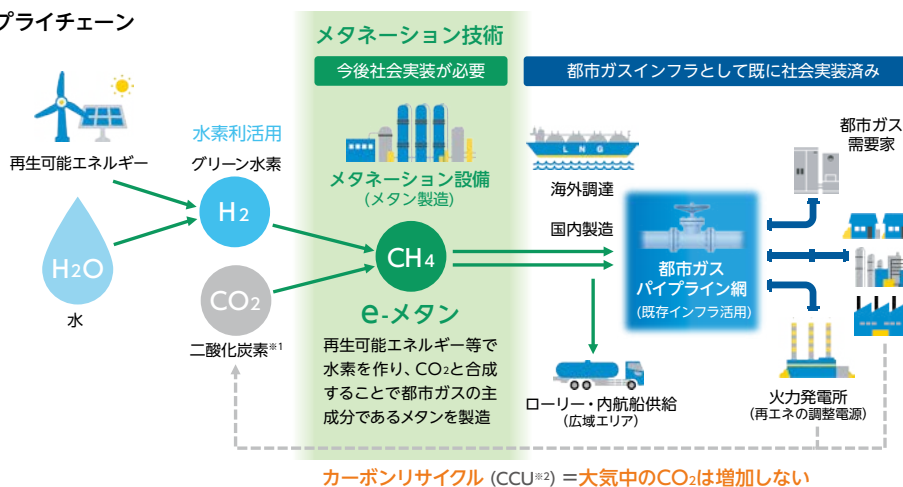 プライチェーン
メタネーション技術
今後社会実装が必要
都市ガスインフラとして既に社会実装済み
再生可能エネルギー
水素利活用
グリーン水素
H2
H2O
水
CO2
二酸化炭素※1
メタネーション設備
(メタン製造)
CH4
e-メタン
再生可能エネルギー等で
水素を作り、CO2と合成
することで都市ガスの主
成分であるメタンを製造
LNG
海外調達
国内製造
都市ガス
パイプライン網
(既存インフラ活用)
都市ガス
需要家
ローリー・内航船供給
(広域エリア)
火力発電所
(再エネの調整電源)
カーボンリサイクル (CCU※2) =大気中のCO2は増加しない